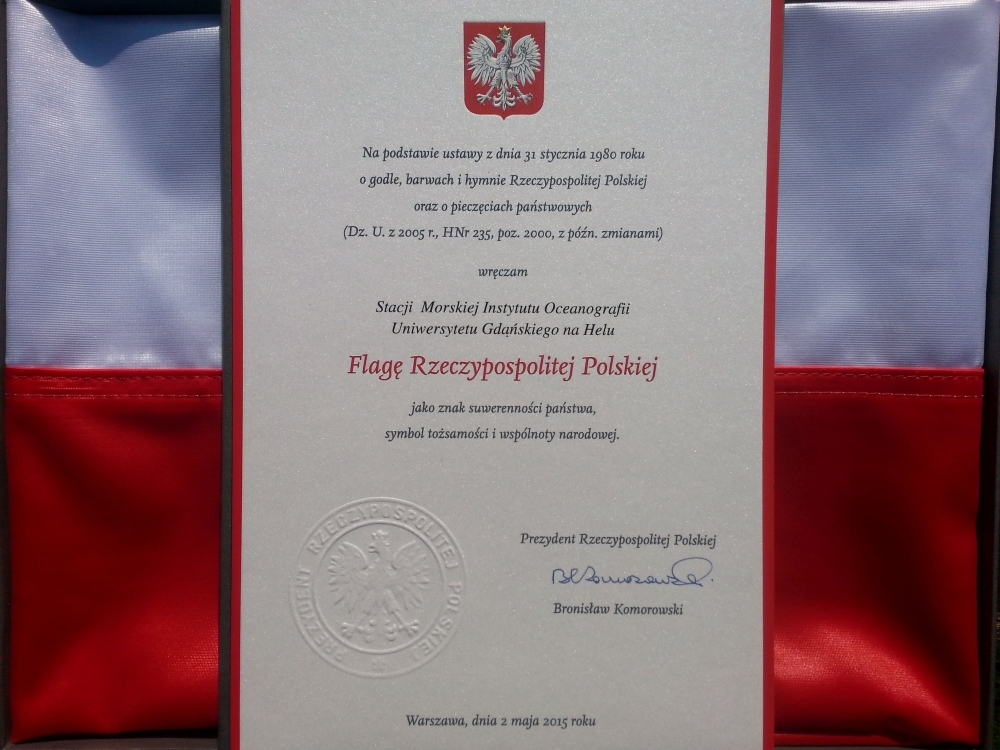 Na podstawie ustawy z dnia 31 stycznia 1980 roku
o godle, barwach i hymnie Rzeczypospolitej Polskiej
oraz o pieczęciach państwowych
(Dz. U. z 2005 r., HNr 235, poz. 2000, z późn. zmianami)
wręczam
Stacji Morskiej Instytutu Oceanografii
Uniwersytetu Gdańskiego na Helu
Flagę Rzeczypospolitej Polskiej
jako znak suwerenności państwa,
symbol tożsamości i wspólnoty narodowej.
PREZYDENT RZECZYPOSPOLITEJ POLSKIEJ
Prezydent Rzeczypospolitej Polskiej
BKomorowski
Bronisław Komorowski
Warszawa, dnia 2 maja 2015 roku